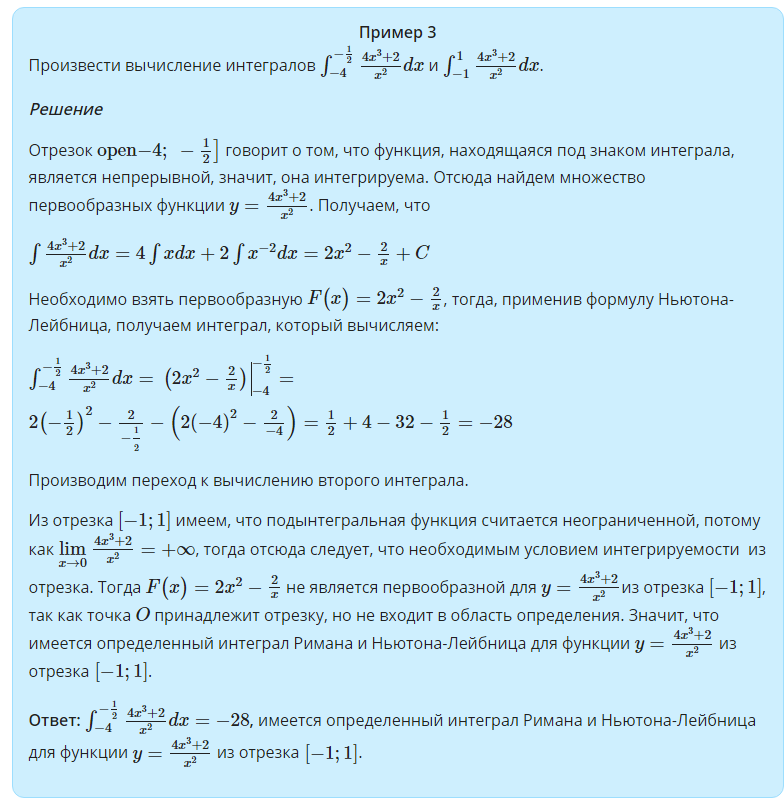 Пример 3
Произвести вычисление интегралов ∫₋₄^(−1/2) (4x³+2)/x² dx и ∫₋₁¹ (4x³+2)/x² dx.
Решение
Отрезок open−4; −1/2] говорит о том, что функция, находящаяся под знаком интеграла,
является непрерывной, значит, она интегрируема. Отсюда найдем множество
первообразных функции y = (4x³+2)/x². Получаем, что
∫ (4x³+2)/x² dx = 4 ∫ xdx + 2 ∫ x⁻²dx = 2x² − 2/x + C
Необходимо взять первообразную F(x) = 2x² − 2/x, тогда, применив формулу Ньютона-
Лейбница, получаем интеграл, который вычисляем:
∫₋₄^(−1/2) (4x³+2)/x² dx = (2x² − 2/x)|₋₄^(−1/2) =
2(−1/2)² − 2/(−1/2) − (2(−4)² − 2/−4) = 1/2 + 4 − 32 − 1/2 = −28
Производим переход к вычислению второго интеграла.
Из отрезка [−1; 1] имеем, что подынтегральная функция считается неограниченной, потому
как lim x→0 (4x³+2)/x² = +∞, тогда отсюда следует, что необходимым условием интегрируемости из
отрезка. Тогда F(x) = 2x² − 2/x не является первообразной для y = (4x³+2)/x² из отрезка [−1; 1],
так как точка O принадлежит отрезку, но не входит в область определения. Значит, что
имеется определенный интеграл Римана и Ньютона-Лейбница для функции y = (4x³+2)/x² из
отрезка [−1; 1].
Ответ: ∫₋₄^(−1/2) (4x³+2)/x² dx = −28, имеется определенный интеграл Римана и Ньютона-Лейбница
для функции y = (4x³+2)/x² из отрезка [−1; 1].